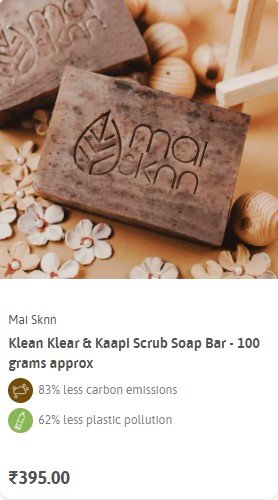 mai
sknn
mai
sknn
Mai Sknn
Klean Klear & Kaapi Scrub Soap Bar - 100
grams approx
83% less carbon emissions
62% less plastic pollution
₹395.00